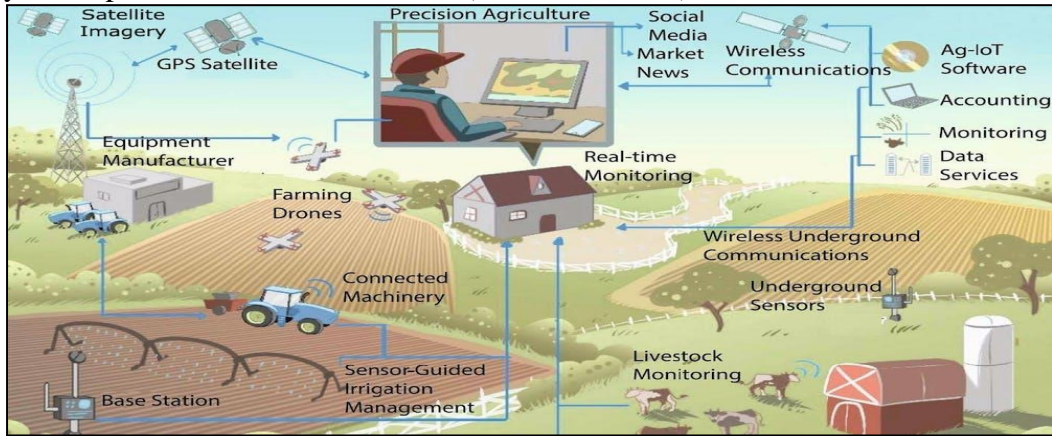 Satellite
Imagery
GPS Satellite
Precision Agriculture
Social
Media
Market
News
Wireless
Communications
Ag-IoT
Software
Accounting
Monitoring
Data
Services
Equipment
Manufacturer
Farming
Drones
Real-time
Monitoring
Wireless Underground
Communications
Underground
Sensors
Connected
Machinery
Livestock
Monitoring
Sensor-Guided
Irrigation
Management
Base Station